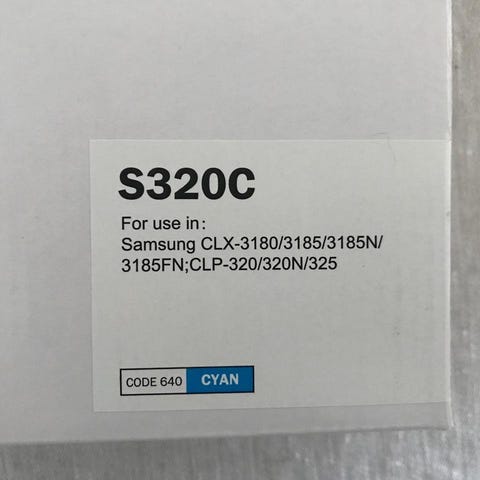 S320C
For use in:
Samsung CLX-3180/3185/3185N/
3185FN;CLP-320/320N/325
CODE 640 CYAN